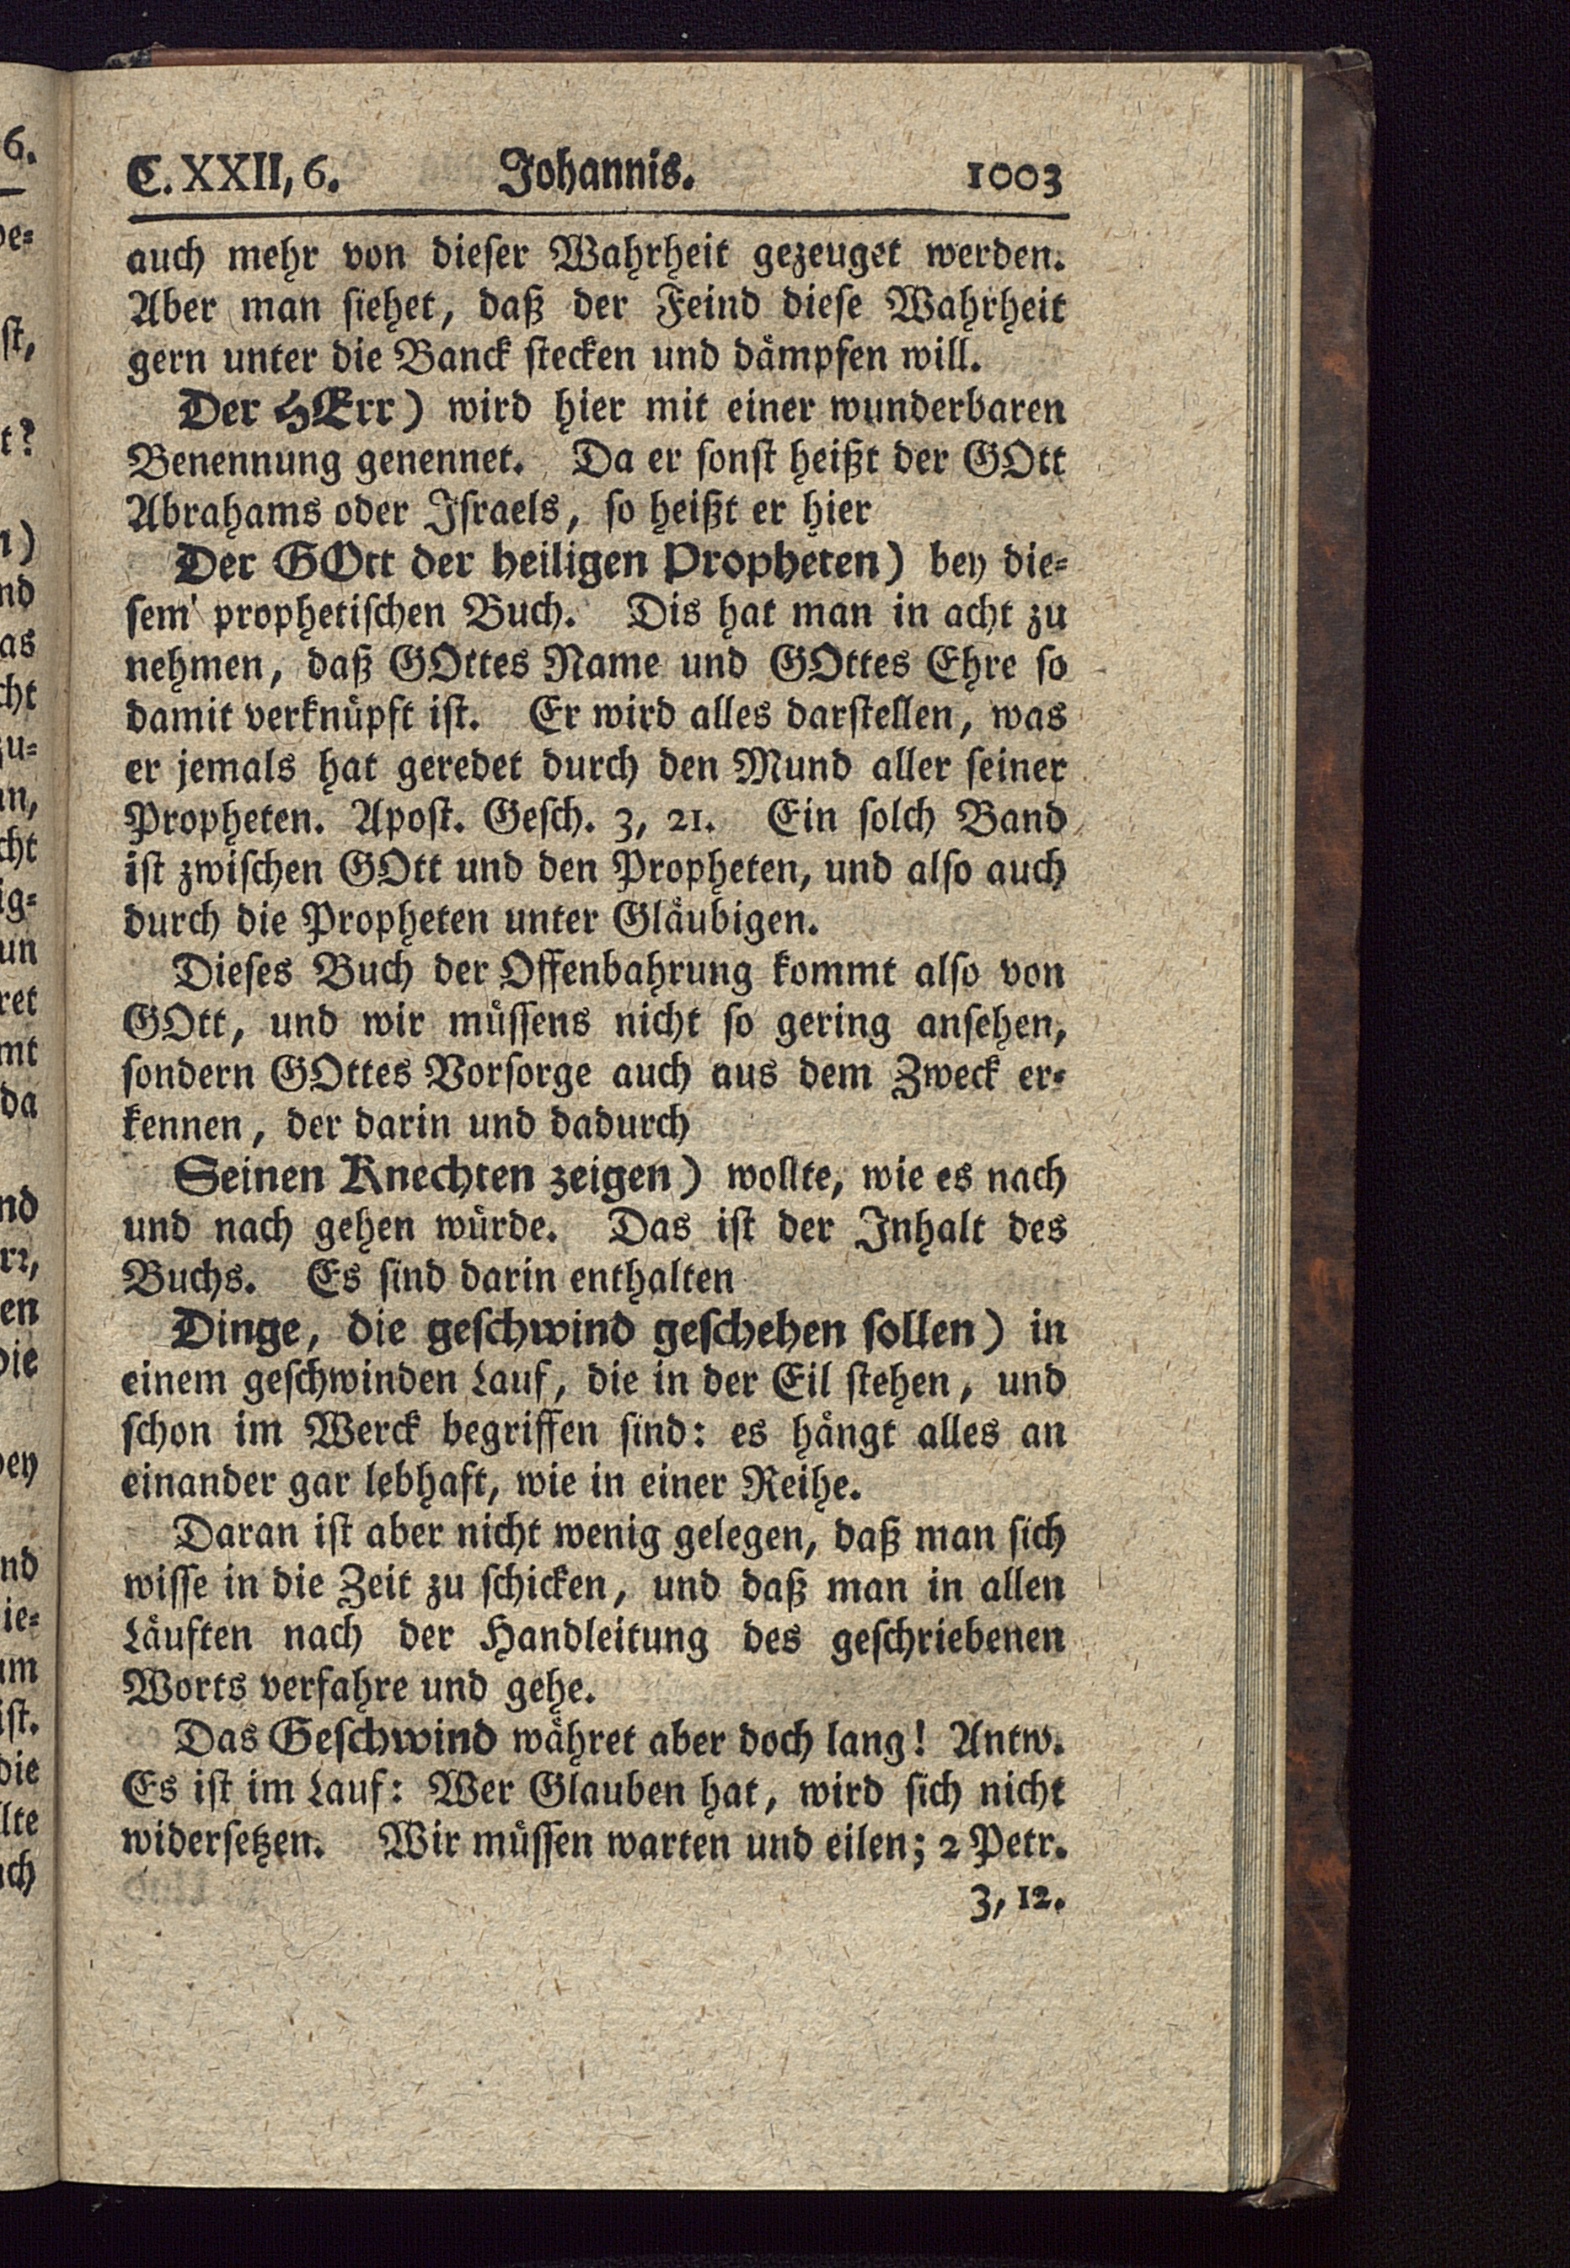 C. XXII, 6. Johannis. 1003
auch mehr von dieser Wahrheit gezeuget werden.
Aber man siehet, daß der Feind diese Wahrheit
gern unter die Banck stecken und dämpfen will.
Der HErr) wird hier mit einer wunderbaren
Benennung genennet. Da er sonst heißt der GOtt
Abrahams oder Israels, so heißt er hier
Der GOtt der heiligen Propheten) bey die-
sem prophetischen Buch. Dis hat man in acht zu
nehmen, daß GOttes Name und GOttes Ehre so
damit verknüpft ist. Er wird alles darstellen, was
er jemals hat geredet durch den Mund aller seiner
Propheten. Apost. Gesch. 3, 21. Ein solch Band
ist zwischen GOtt und den Propheten, und also auch
durch die Propheten unter Gläubigen.
Dieses Buch der Offenbahrung kommt also von
GOtt, und wir müssens nicht so gering ansehen,
sondern GOttes Vorsorge auch aus dem Zweck er-
kennen, der darin und dadurch
Seinen Knechten zeigen) wollte, wie es nach
und nach gehen würde. Das ist der Inhalt des
Buchs. Es sind darin enthalten
Dinge, die geschwind geschehen sollen) in
einem geschwinden Lauf, die in der Eil stehen, und
schon im Werck begriffen sind: es hängt alles an
einander gar lebhaft, wie in einer Reihe.
Daran ist aber nicht wenig gelegen, daß man sich
wisse in die Zeit zu schicken, und daß man in allen
Läuften nach der Handleitung des geschriebenen
Worts verfahre und gehe.
Das Geschwind währet aber doch lang! Antw.
Es ist im Lauf: Wer Glauben hat, wird sich nicht
widersetzen. Wir müssen warten und eilen; 2 Petr.
3, 12.